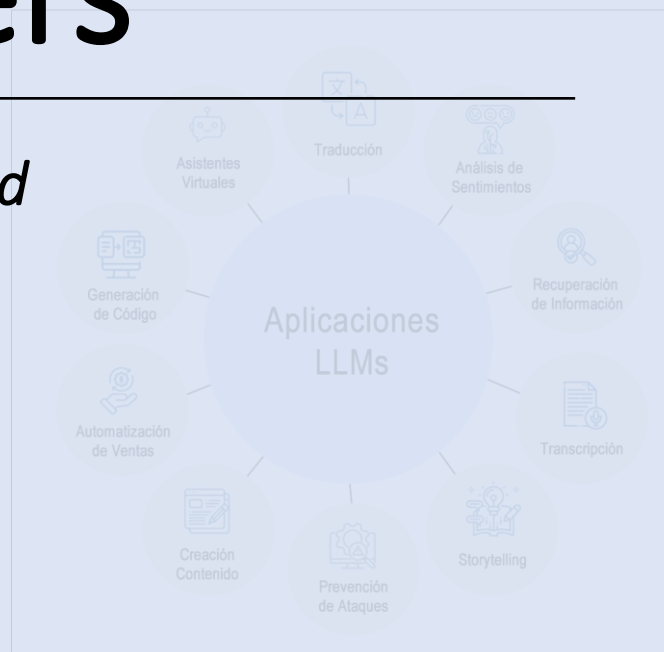 ers
d
Traducción
Asistentes
Virtuales
Análisis de
Sentimientos
Generación
de Código
Recuperación
de Información
Aplicaciones
LLMs
Automatización
de Ventas
Transcripción
Creación
Contenido
Storytelling
Prevención
de Ataques